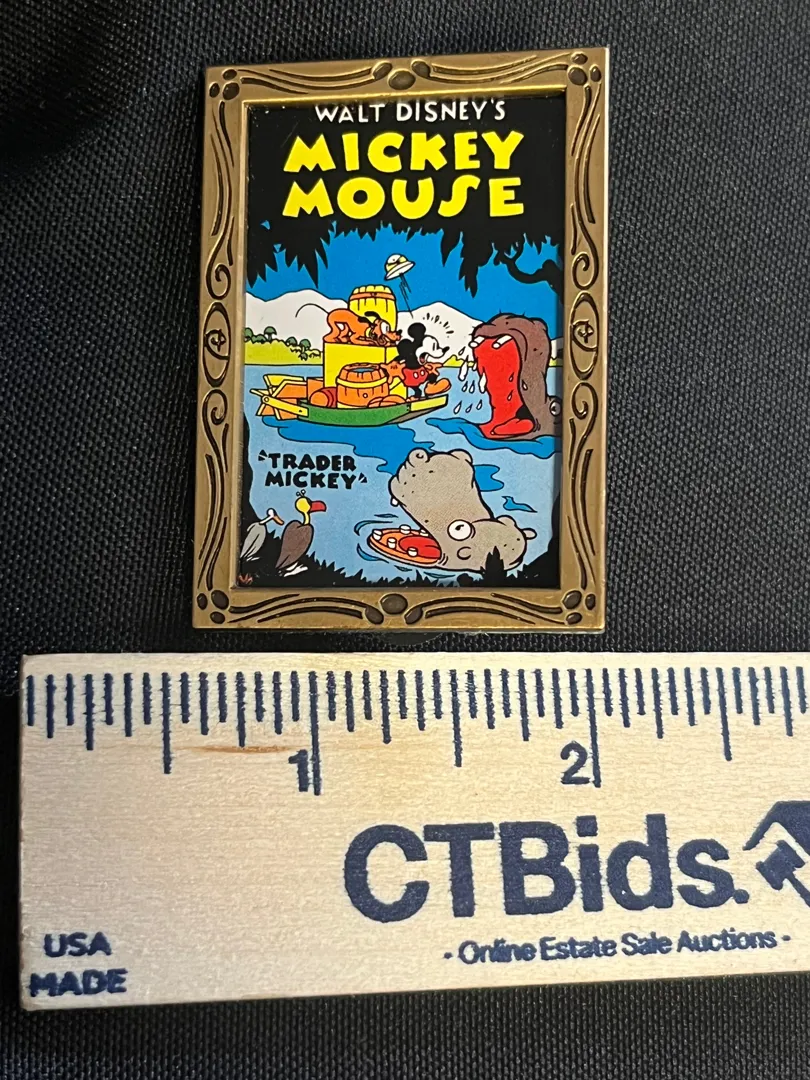 WALT DISNEY'S
MICKEY
MOUSE
"TRADER
MICKEY"
1 2
CTBids.
- Online Estate Sale Auctions -
USA
MADE